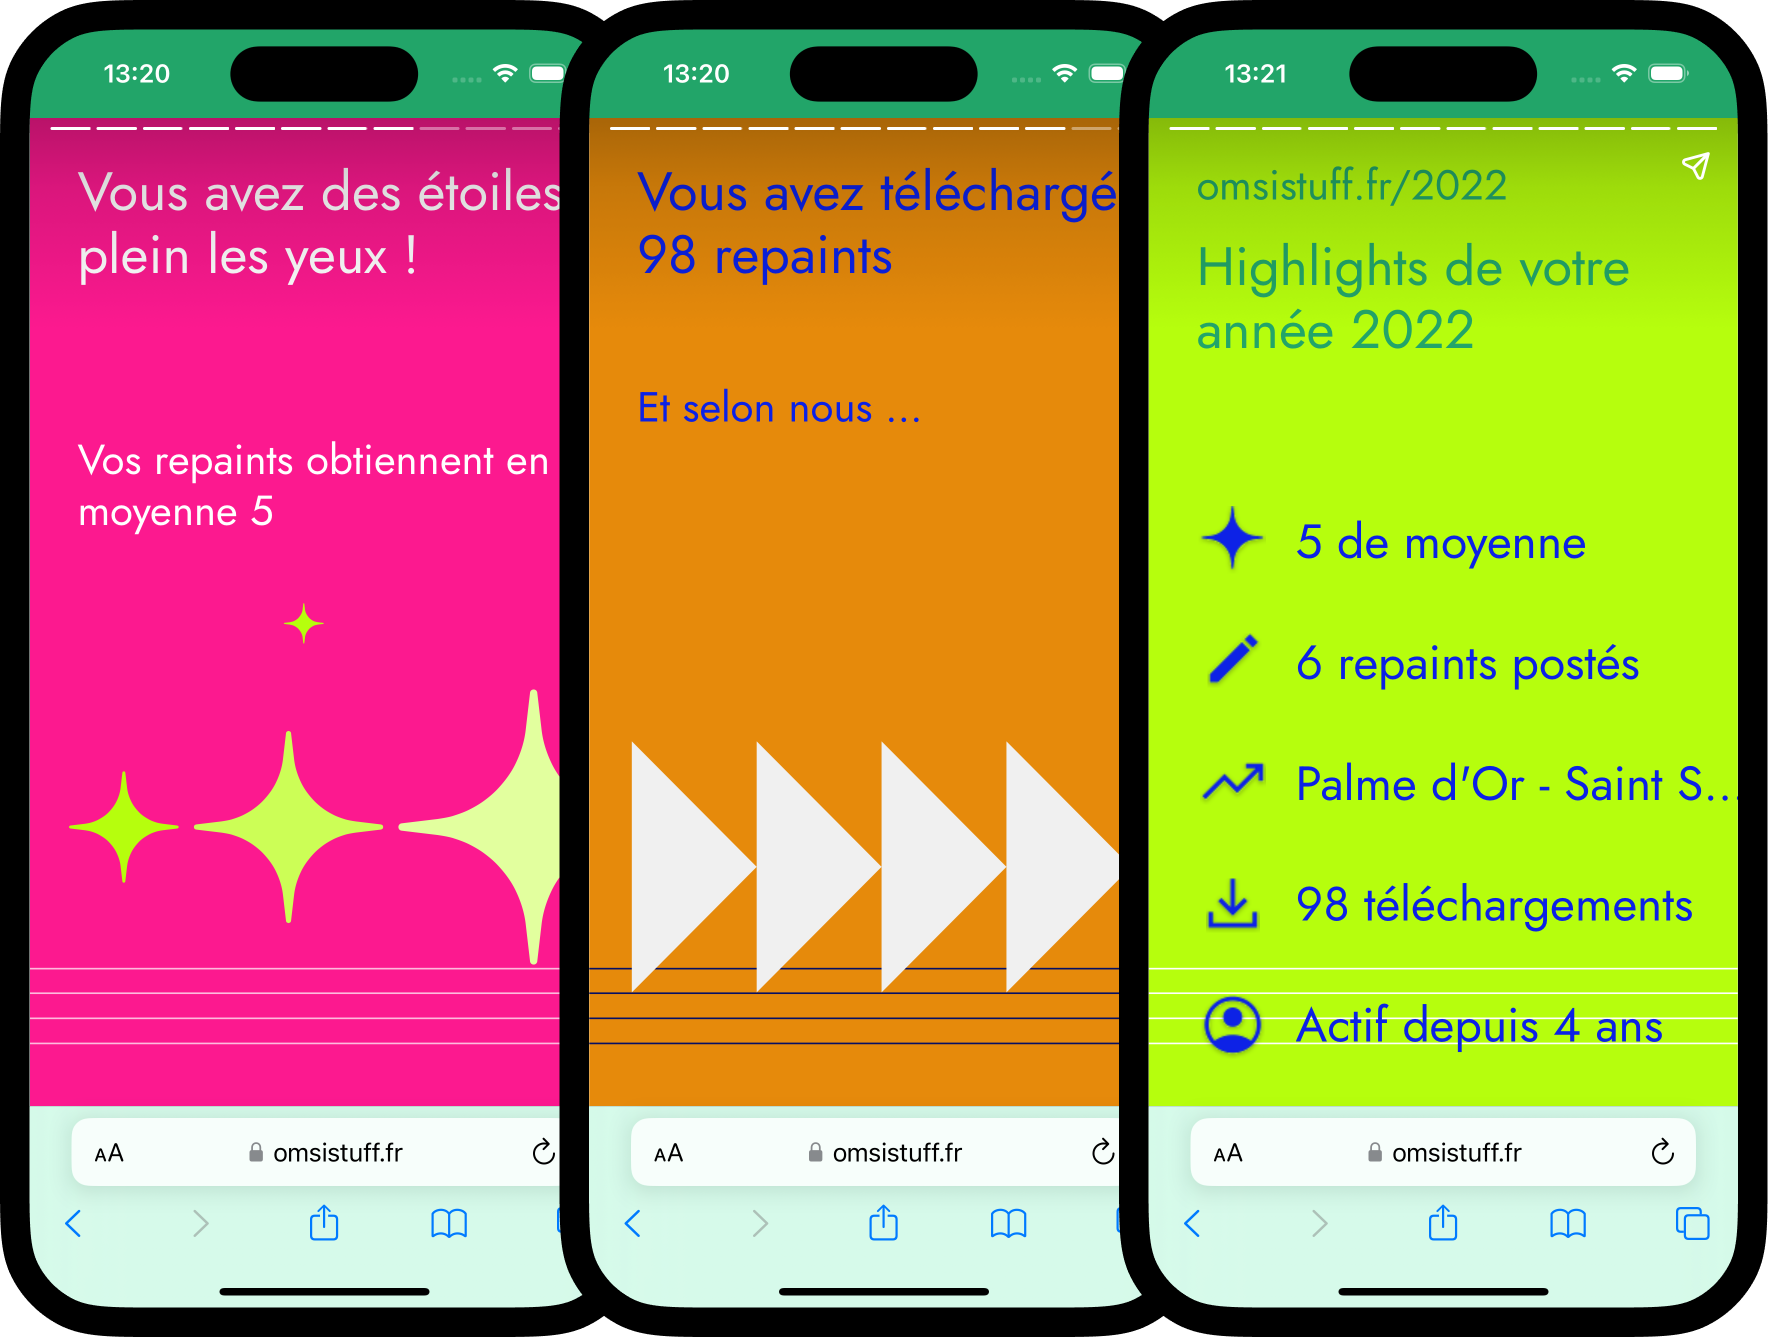 13:20
Vous avez des étoiles
plein les yeux !
Vos repaints obtiennent en
moyenne 5
AA
omsistuff.fr
13:20
Vous avez téléchargé
98 repaints
Et selon nous ...
AA
omsistuff.fr
13:21
omsistuff.fr/2022
Highlights de votre
année 2022
5 de moyenne
6 repaints postés
Palme d'Or - Saint S...
98 téléchargements
Actif depuis 4 ans
AA
omsistuff.fr